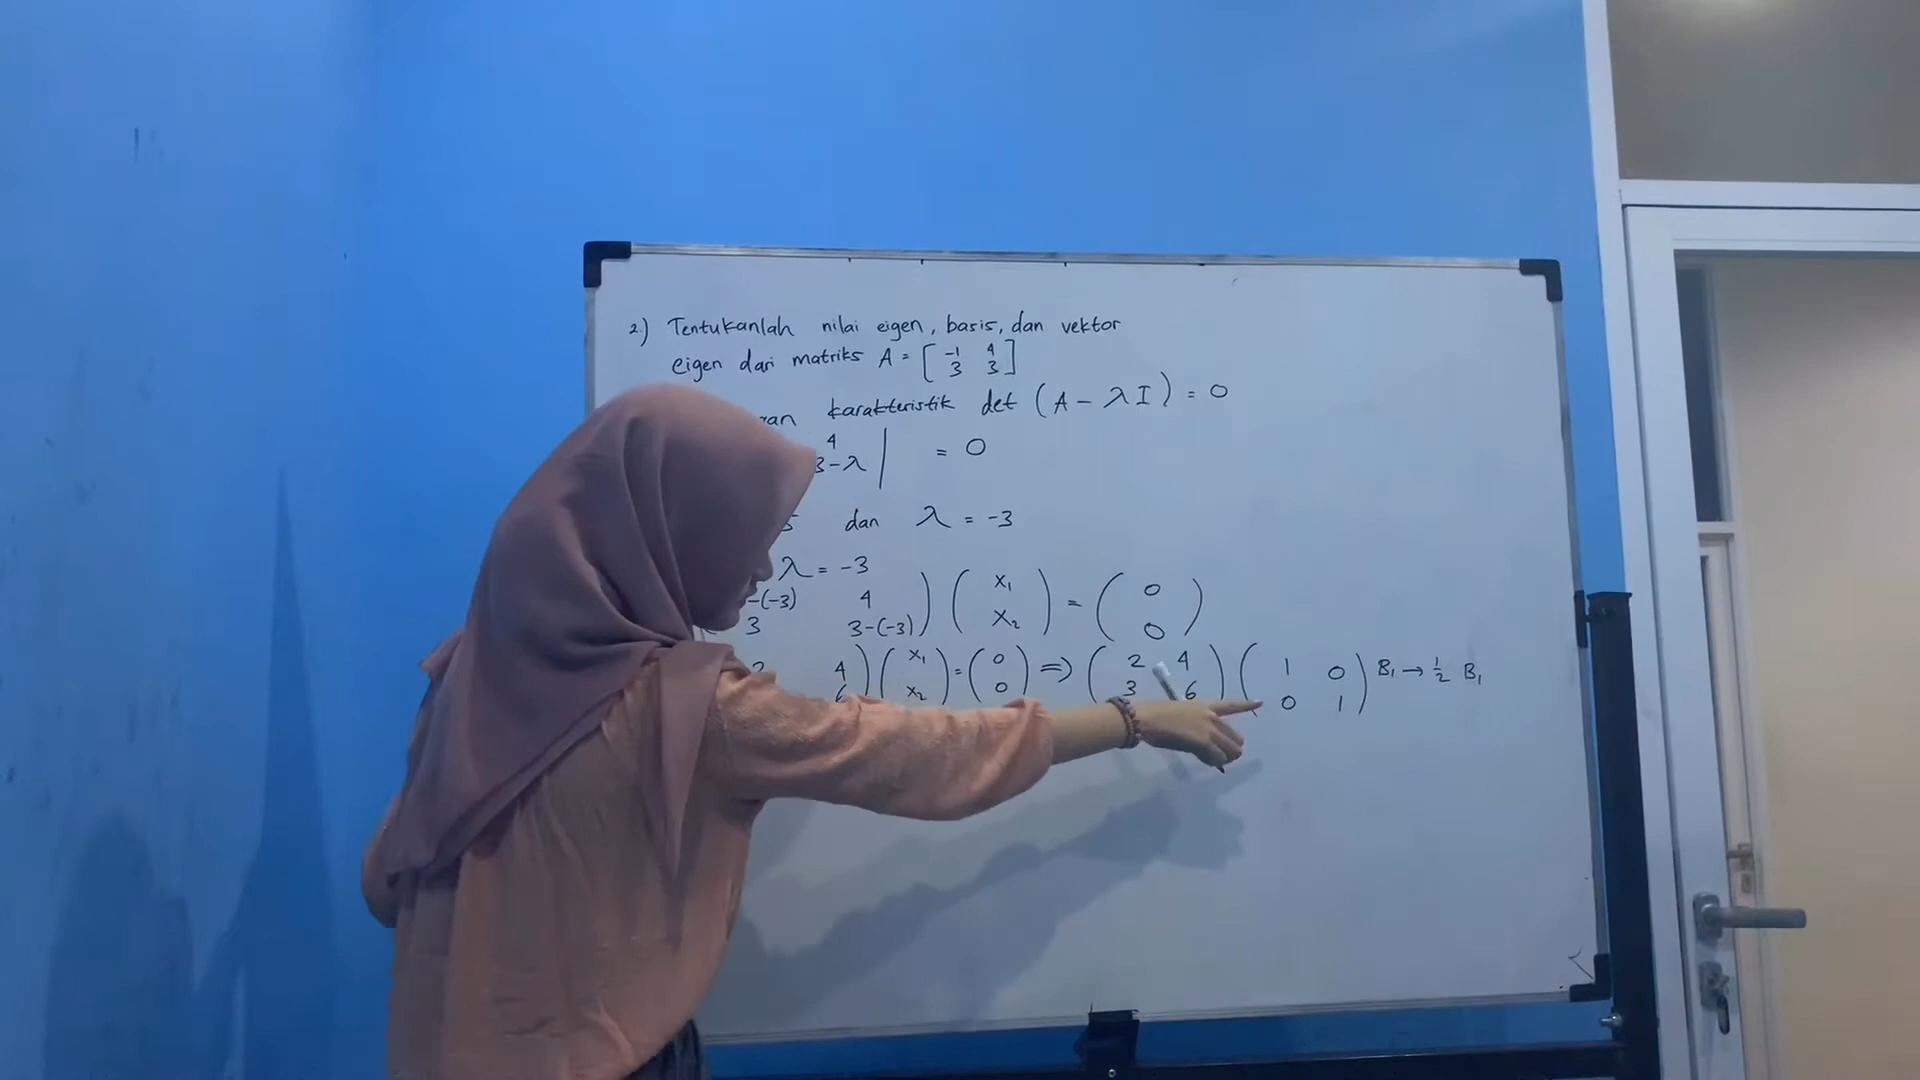 2.) Tentukanlah nilai eigen, basis, dan vektor
eigen dari matriks A = [ -1 4
3 3 ]
karakteristik det (A - λI) = 0
4
3-λ | = 0
dan λ = -3
λ = -3
-(-3) 4 ) ( x₁ ) = ( 0 )
3 3-(-3) x₂ 0
2 4 ) ( x₁ ) = ( 0 ) => ( 2 4 ) ( 1 0 ) B₁ → ½ B₁
6 x₂ 0 3 6 0 1